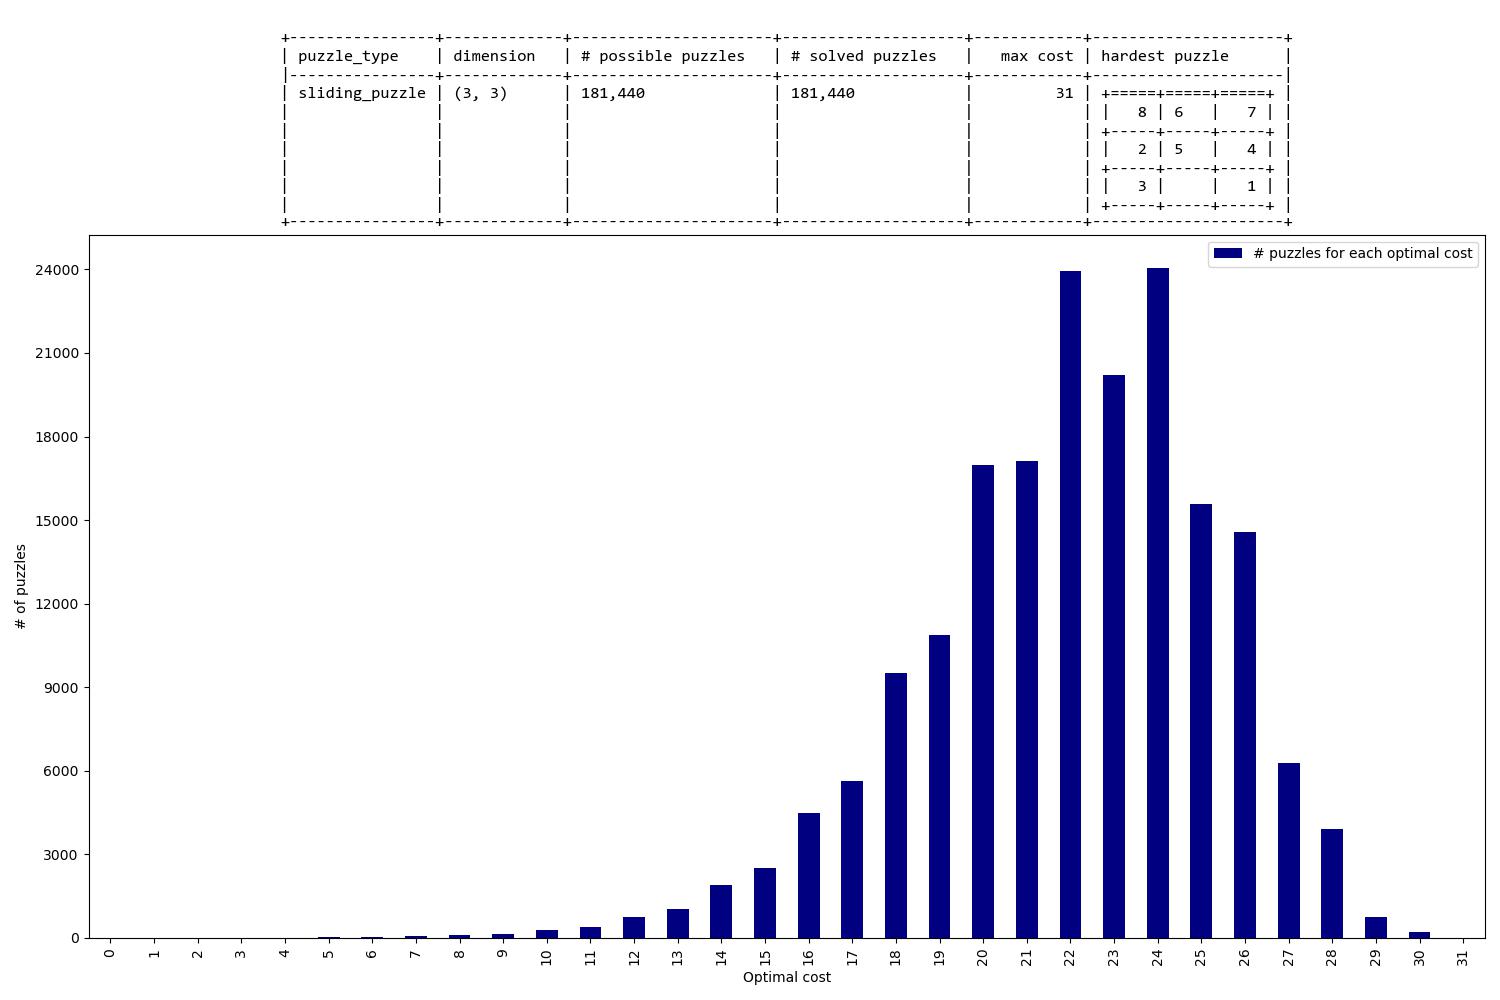 +----------------+-------------+----------------------+--------------------+------------+---------------------+
| puzzle_type    | dimension   | # possible puzzles   | # solved puzzles   |   max cost | hardest puzzle      |
|----------------+-------------+----------------------+--------------------+------------+---------------------|
| sliding_puzzle | (3, 3)      | 181,440              | 181,440            |         31 | +=====+=====+=====+ |
|                |             |                      |                    |            | |   8 | 6   |   7 | |
|                |             |                      |                    |            | +-----+-----+-----+ |
|                |             |                      |                    |            | |   2 | 5   |   4 | |
|                |             |                      |                    |            | +-----+-----+-----+ |
|                |             |                      |                    |            | |   3 |     |   1 | |
|                |             |                      |                    |            | +-----+-----+-----+ |
+----------------+-------------+----------------------+--------------------+------------+---------------------+
# puzzles for each optimal cost
24000
21000
18000
15000
12000
9000
6000
3000
0
# of puzzles
0 1 2 3 4 5 6 7 8 9 10 11 12 13 14 15 16 17 18 19 20 21 22 23 24 25 26 27 28 29 30 31
Optimal cost